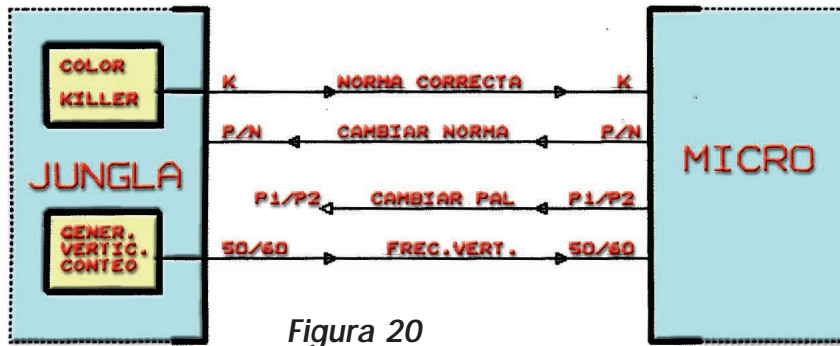 COLOR
KILLER
K NORMA CORRECTA K
P/N CAMBIAR NORMA P/N
JUNGLA
MICRO
P1/P2 CAMBIAR PAL P1/P2
GENER.
VERTIC.
CONTEO
50/60 FREC.VERT. 50/60
Figura 20